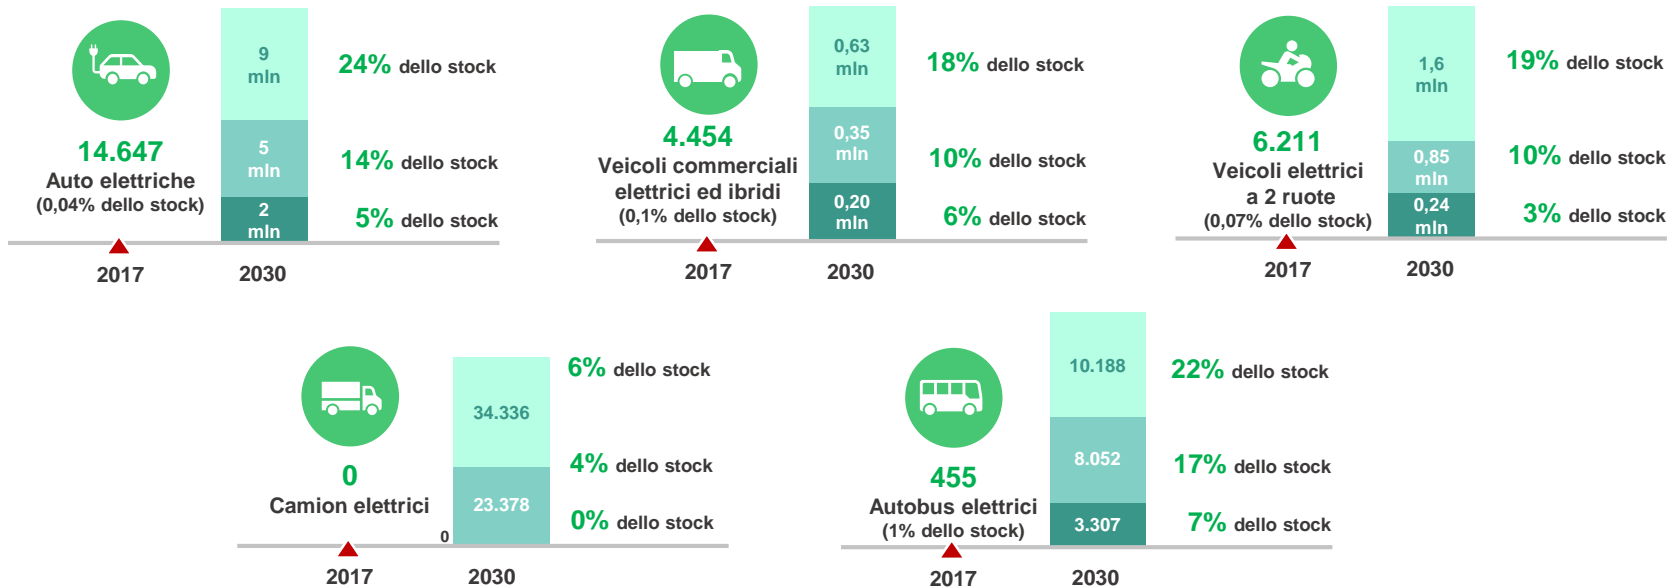 9
mln
24% dello stock
14.647
Auto elettriche
(0,04% dello stock)
5
mln
14% dello stock
2
mln
5% dello stock
2017
2030
0,63
mln
18% dello stock
4.454
Veicoli commerciali
elettrici ed ibridi
(0,1% dello stock)
0,35
mln
10% dello stock
0,20
mln
6% dello stock
2017
2030
1,6
mln
19% dello stock
6.211
Veicoli elettrici
a 2 ruote
(0,07% dello stock)
0,85
mln
10% dello stock
0,24
mln
3% dello stock
2017
2030
6% dello stock
34.336
0
Camion elettrici
4% dello stock
23.378
0% dello stock
0
2017
2030
10.188
22% dello stock
455
Autobus elettrici
(1% dello stock)
8.052
17% dello stock
3.307
7% dello stock
2017
2030